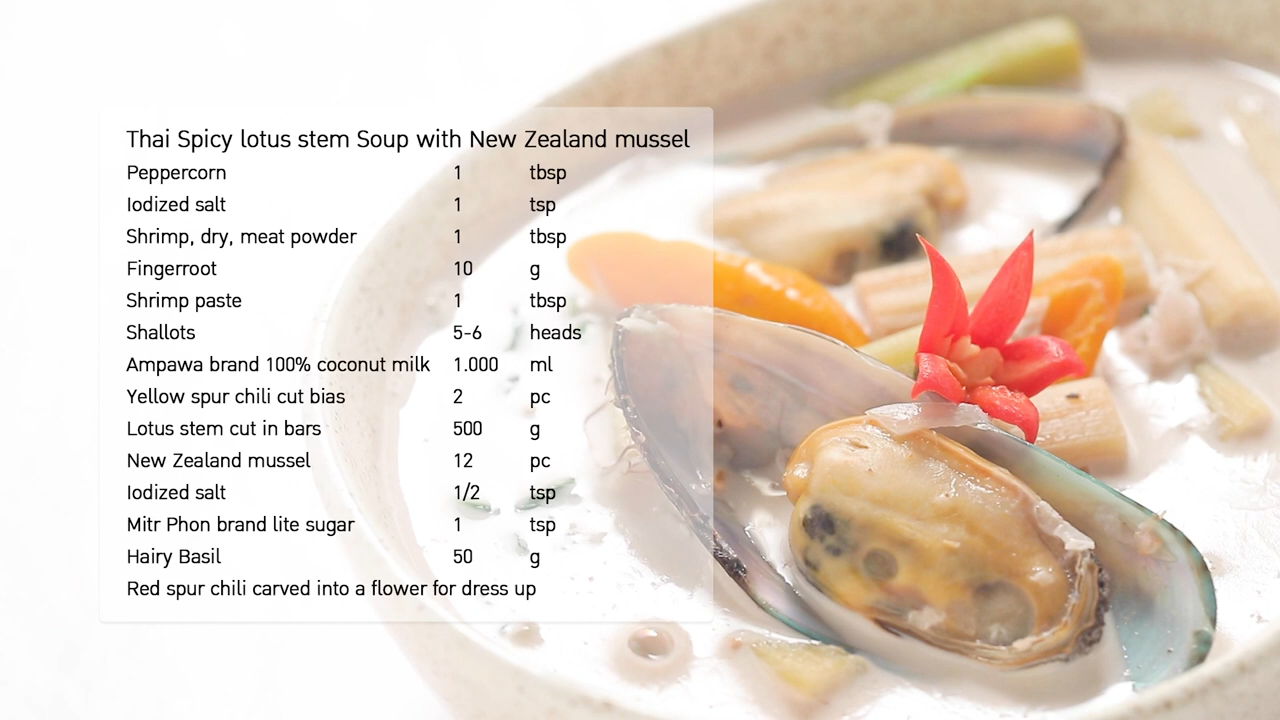 Thai Spicy lotus stem Soup with New Zealand mussel
Peppercorn 1 tbsp
Iodized salt 1 tsp
Shrimp, dry, meat powder 1 tbsp
Fingerroot 10 g
Shrimp paste 1 tbsp
Shallots 5-6 heads
Ampawa brand 100% coconut milk 1.000 ml
Yellow spur chili cut bias 2 pc
Lotus stem cut in bars 500 g
New Zealand mussel 12 pc
Iodized salt 1/2 tsp
Mitr Phon brand lite sugar 1 tsp
Hairy Basil 50 g
Red spur chili carved into a flower for dress up